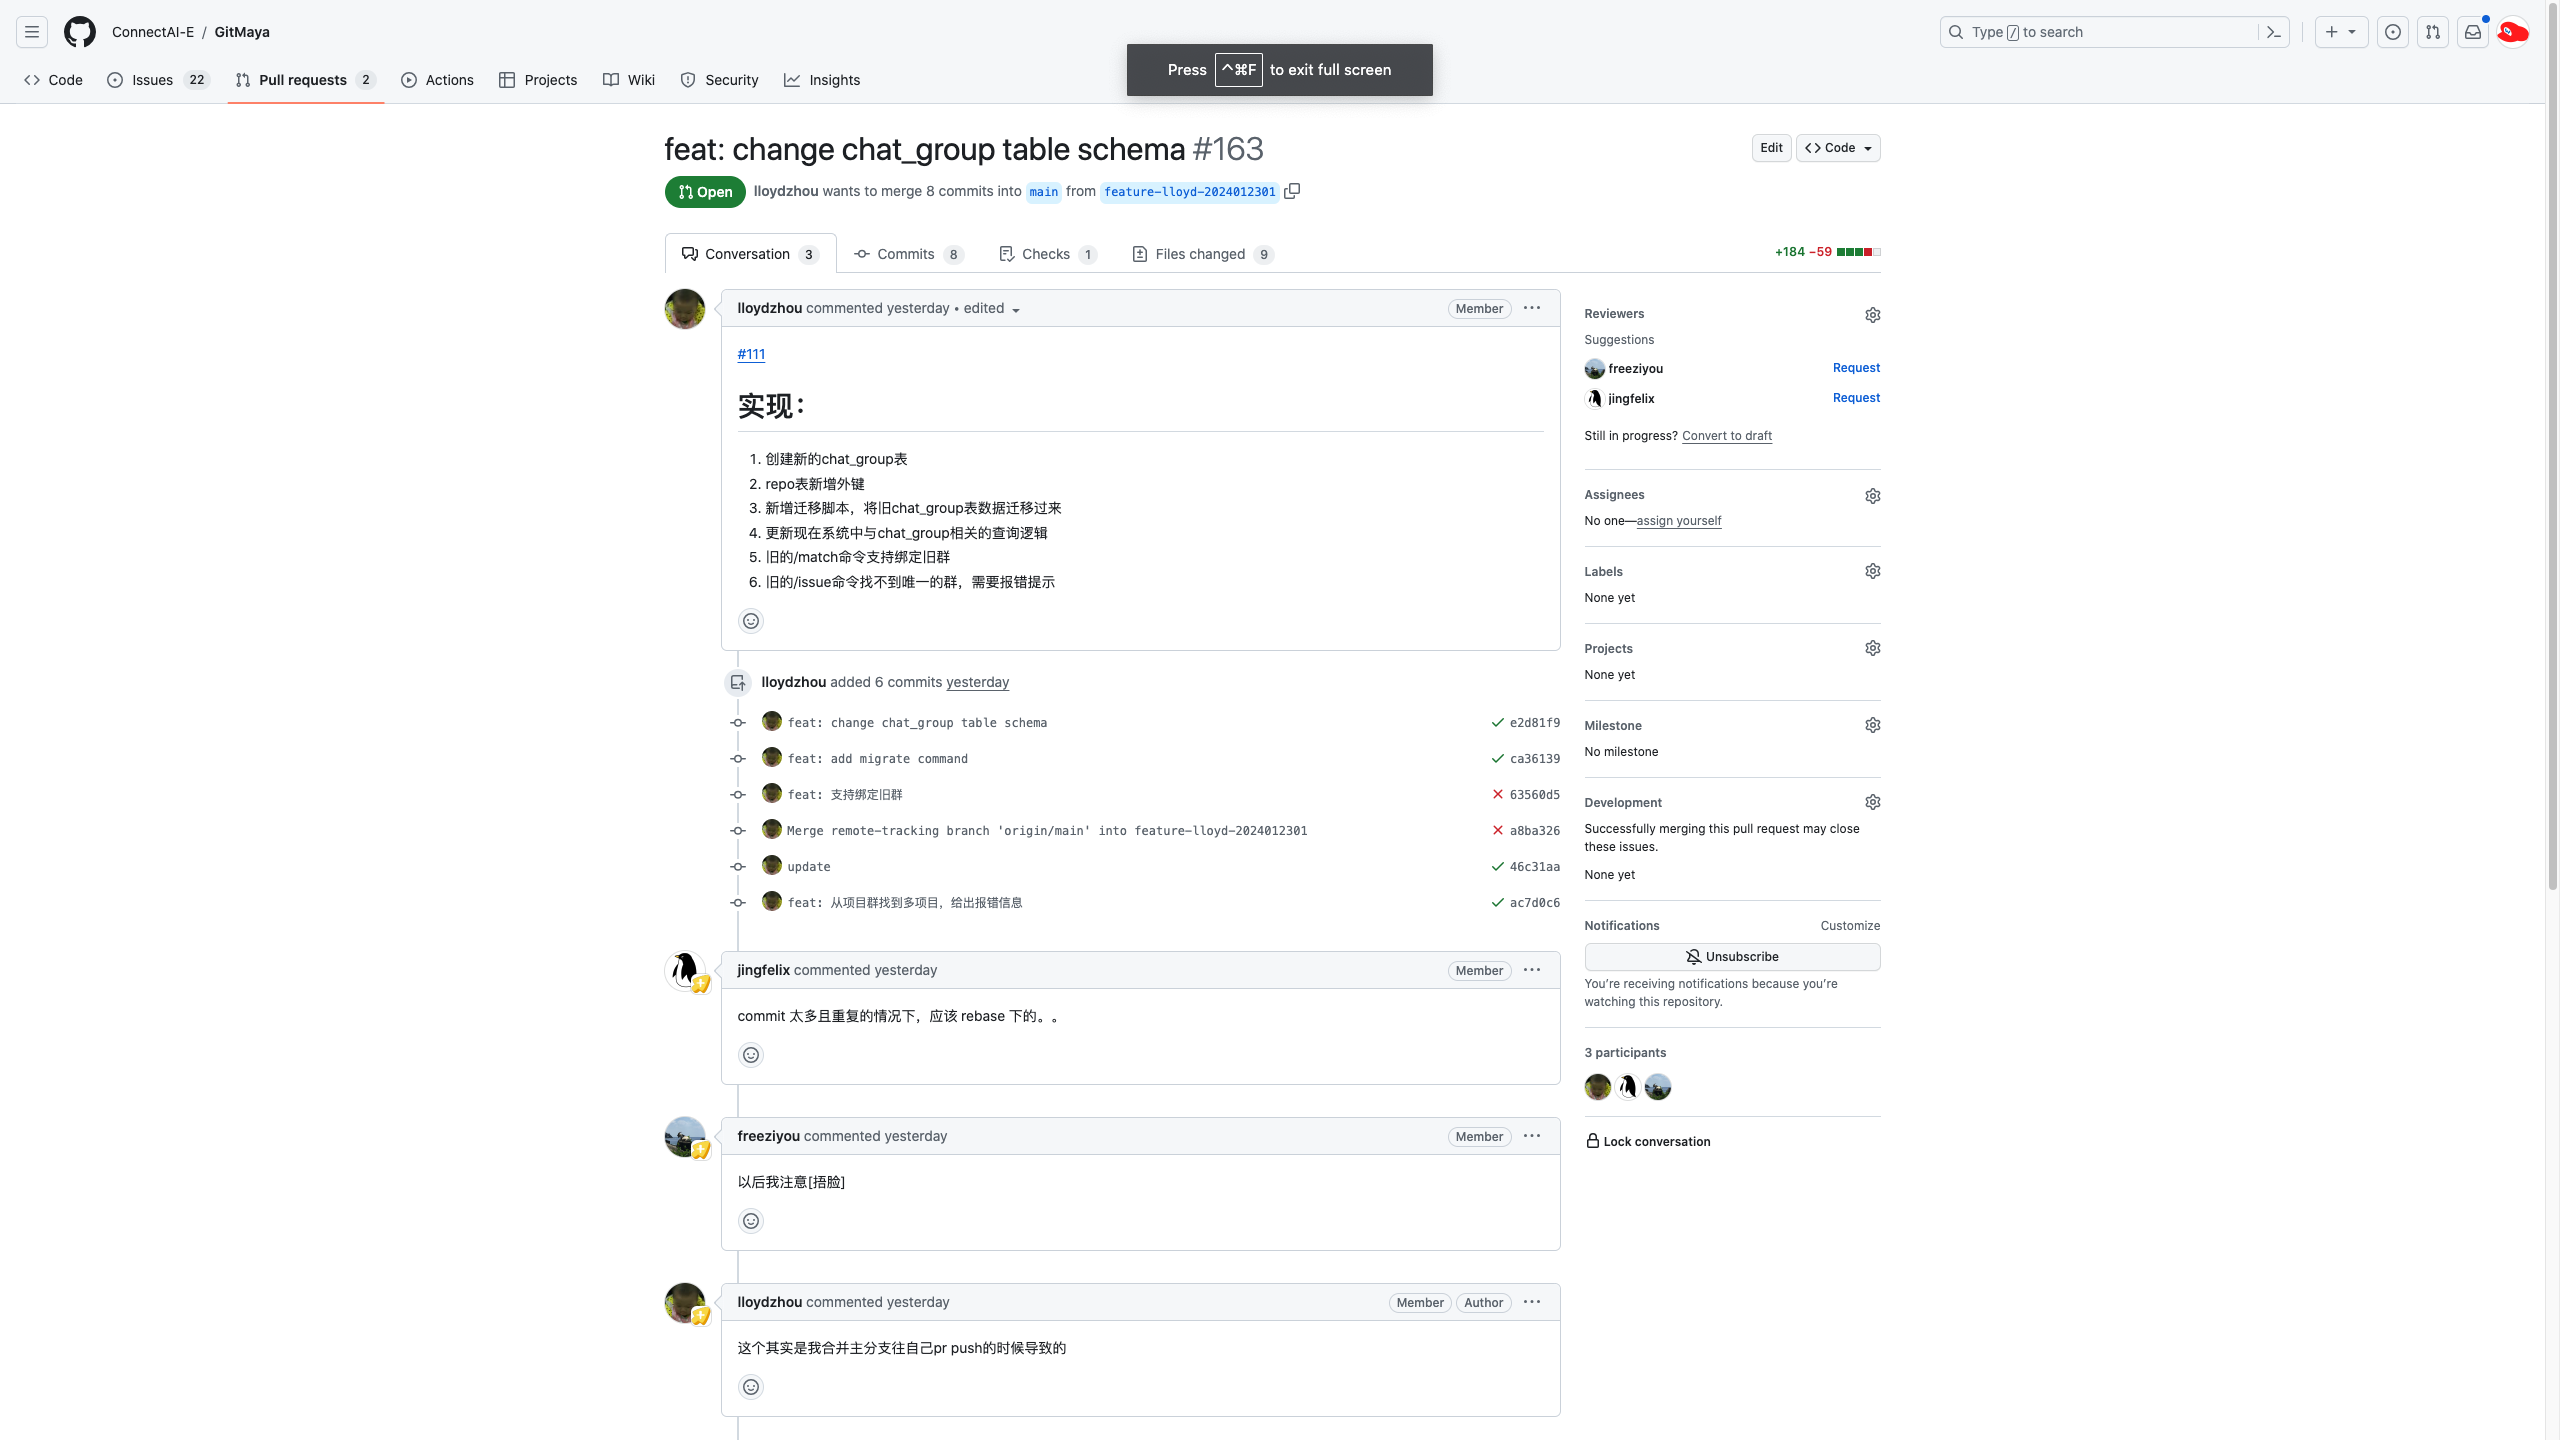 ConnectAI-E / GitMaya
Type / to search
Press ^⌘F to exit full screen
Code
Issues 22
Pull requests 2
Actions
Projects
Wiki
Security
Insights
feat: change chat_group table schema #163
Edit
Code
Open
lloydzhou wants to merge 8 commits into main from feature-lloyd-2024012301
Conversation 3
Commits 8
Checks 1
Files changed 9
+184 −59
lloydzhou commented yesterday • edited
Member
#111
实现：
1. 创建新的chat_group表
2. repo表新增外键
3. 新增迁移脚本，将旧chat_group表数据迁移过来
4. 更新现在系统中与chat_group相关的查询逻辑
5. 旧的/match命令支持绑定旧群
6. 旧的/issue命令找不到唯一的群，需要报错提示
lloydzhou added 6 commits yesterday
feat: change chat_group table schema e2d81f9
feat: add migrate command ca36139
feat: 支持绑定旧群 63560d5
Merge remote-tracking branch 'origin/main' into feature-lloyd-2024012301 a8ba326
update 46c31aa
feat: 从项目群找到多项目，给出报错信息 ac7d0c6
jingfelix commented yesterday
Member
commit 太多且重复的情况下，应该 rebase 下的。。
freeziyou commented yesterday
Member
以后我注意[捂脸]
lloydzhou commented yesterday
Member Author
这个其实是我合并主分支往自己pr push的时候导致的
Reviewers
Suggestions
freeziyou Request
jingfelix Request
Still in progress? Convert to draft
Assignees
No one—assign yourself
Labels
None yet
Projects
None yet
Milestone
No milestone
Development
Successfully merging this pull request may close
these issues.
None yet
Notifications Customize
Unsubscribe
You’re receiving notifications because you’re
watching this repository.
3 participants
Lock conversation